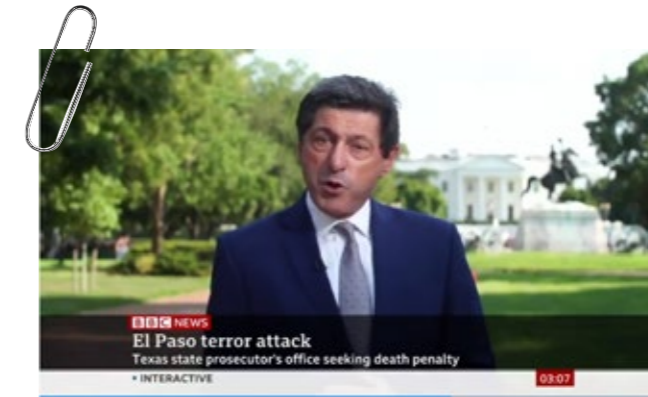 BBC NEWS
El Paso terror attack
Texas state prosecutor's office seeking death penalty
• INTERACTIVE
03:07